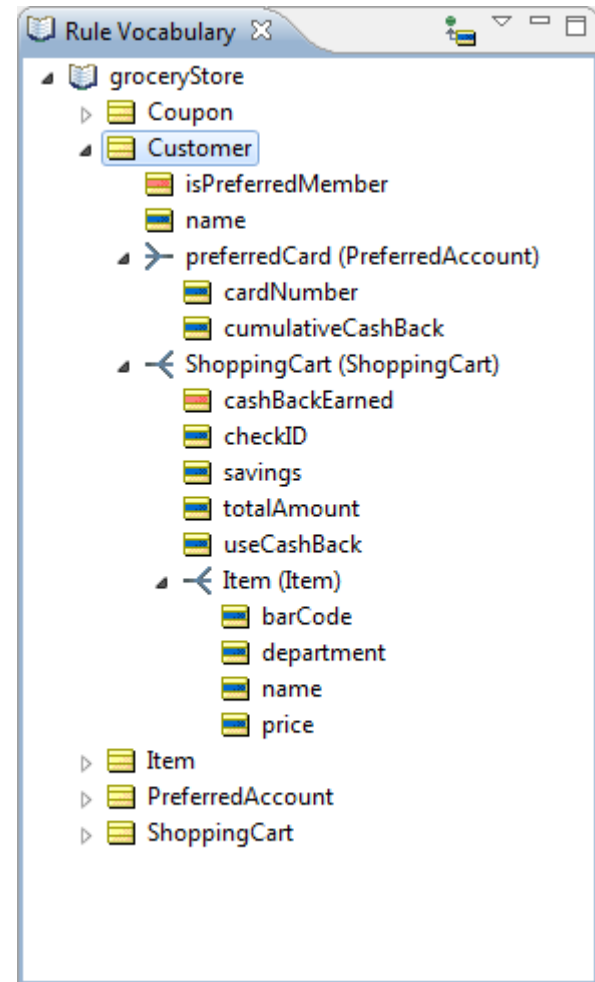 Rule Vocabulary
groceryStore
Coupon
Customer
isPreferredMember
name
preferredCard (PreferredAccount)
cardNumber
cumulativeCashBack
ShoppingCart (ShoppingCart)
cashBackEarned
checkID
savings
totalAmount
useCashBack
Item (Item)
barCode
department
name
price
Item
PreferredAccount
ShoppingCart